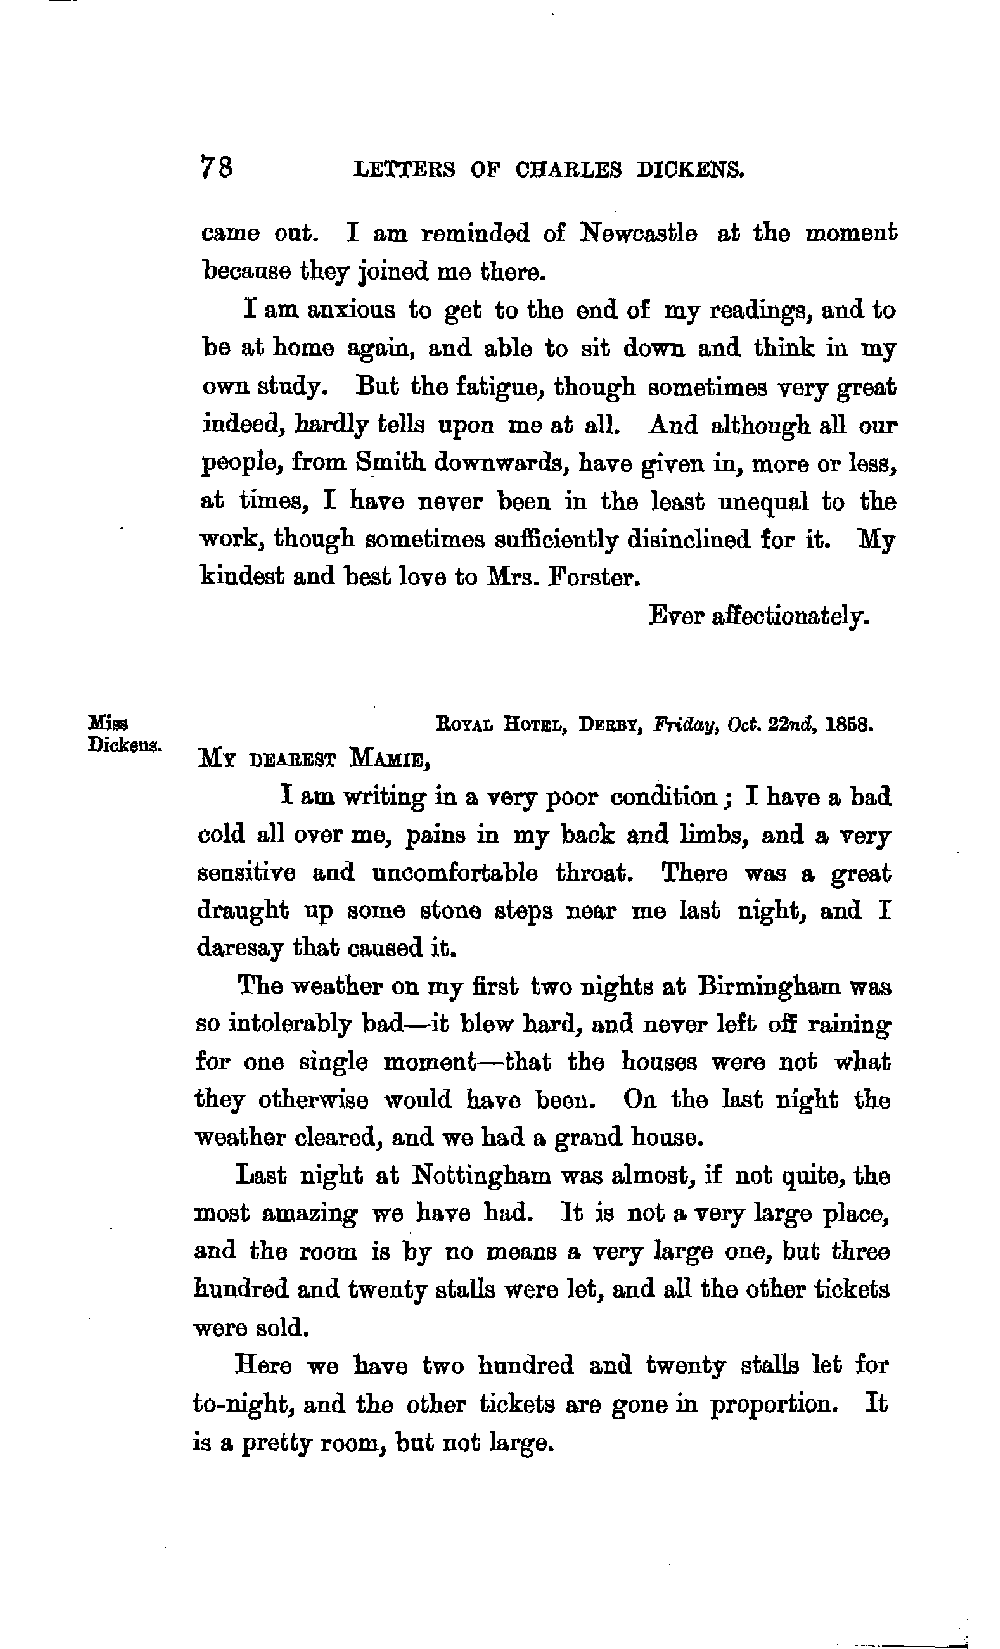 78 LETTERS OF CHARLES DICKENS.
came out. I am reminded of Newcastle at the moment
because they joined me there.
I am anxious to get to the end of my readings, and to
be at home again, and able to sit down and think in my
own study. But the fatigue, though sometimes very great
indeed, hardly tells upon me at all. And although all our
people, from Smith downwards, have given in, more or less,
at times, I have never been in the least unequal to the
work, though sometimes sufficiently disinclined for it. My
kindest and best love to Mrs. Forster.
Ever affectionately.
Miss
Dickens.
ROYAL HOTEL, DERBY, Friday, Oct. 22nd, 1858.
MY DEAREST MAMIE,
I am writing in a very poor condition; I have a bad
cold all over me, pains in my back and limbs, and a very
sensitive and uncomfortable throat. There was a great
draught up some stone steps near me last night, and I
daresay that caused it.
The weather on my first two nights at Birmingham was
so intolerably bad—it blew hard, and never left off raining
for one single moment—that the houses were not what
they otherwise would have been. On the last night the
weather cleared, and we had a grand house.
Last night at Nottingham was almost, if not quite, the
most amazing we have had. It is not a very large place,
and the room is by no means a very large one, but three
hundred and twenty stalls were let, and all the other tickets
were sold.
Here we have two hundred and twenty stalls let for
to-night, and the other tickets are gone in proportion. It
is a pretty room, but not large.